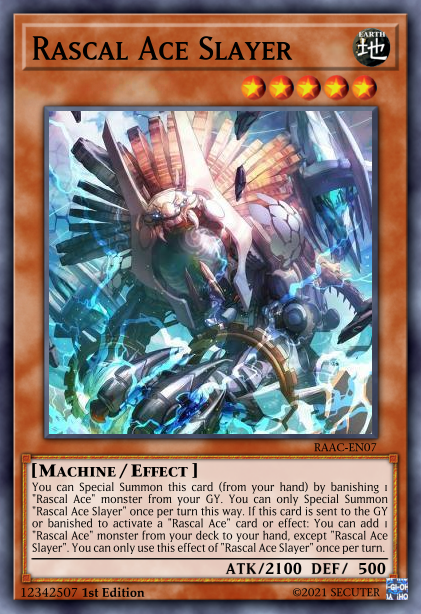 Rascal Ace Slayer
EARTH
地
RAAC-EN07
[Machine / Effect ]
You can Special Summon this card (from your hand) by banishing 1
"Rascal Ace" monster from your GY. You can only Special Summon
"Rascal Ace Slayer" once per turn this way. If this card is sent to the GY
or banished to activate a "Rascal Ace" card or effect: You can add 1
"Rascal Ace" monster from your deck to your hand, except "Rascal Ace
Slayer". You can only use this effect of "Rascal Ace Slayer" once per turn.
ATK/2100 DEF/ 500
12342507 1st Edition
©2021 SECUTER